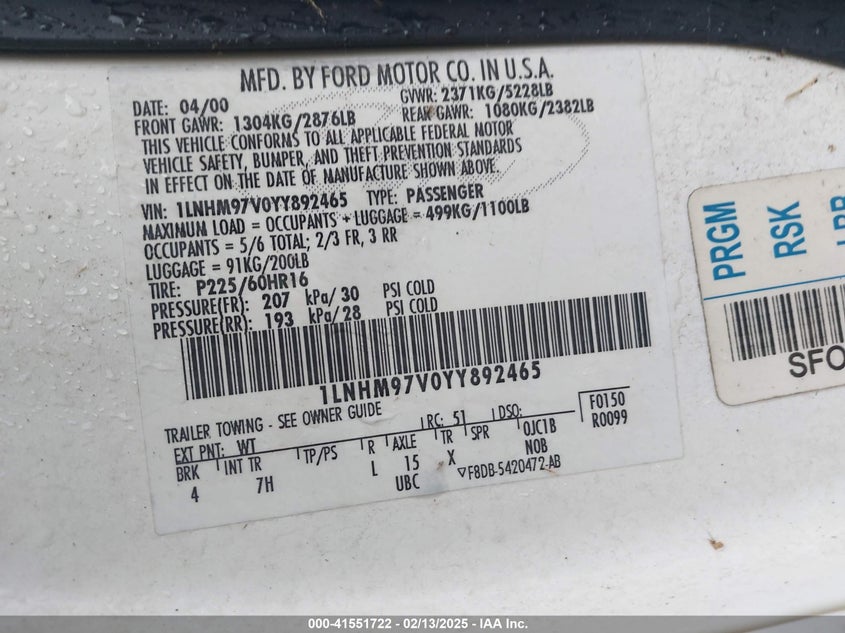 MFD. BY FORD MOTOR CO. IN U.S.A.
DATE: 04/00 GVWR: 2371KG/5228LB
FRONT GAWR: 1304KG/2876LB REAR GAWR: 1080KG/2382LB
THIS VEHICLE CONFORMS TO ALL APPLICABLE FEDERAL MOTOR
VEHICLE SAFETY, BUMPER, AND THEFT PREVENTION STANDARDS
IN EFFECT ON THE DATE OF MANUFACTURE SHOWN ABOVE.
VIN: 1LNHM97V0YY892465 TYPE: PASSENGER
MAXIMUM LOAD = OCCUPANTS + LUGGAGE = 499KG/1100LB
OCCUPANTS = 5/6 TOTAL; 2/3 FR, 3 RR
LUGGAGE = 91KG/200LB
TIRE: P225/60HR16
PRESSURE(FR): 207 kPa/30 PSI COLD
PRESSURE(RR): 193 kPa/28 PSI COLD
1LNHM97V0YY892465
TRAILER TOWING - SEE OWNER GUIDE
EXT PNT: WT RC: 51 DSO: F0150
BRK INT TR TP/PS R AXLE TR SPR 0JC1B R0099
4 7H L 15 X N0B
UBC ▽F8DB-5420472-AB
PRGM
RSK
SFO
000-41551722 — 02/13/2025 — IAA Inc.